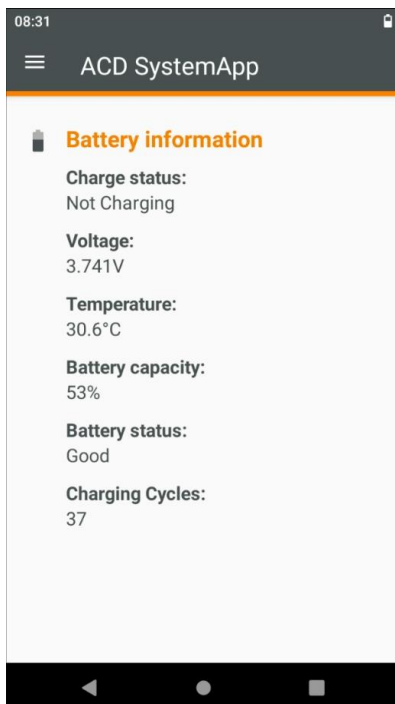 08:31
ACD SystemApp
Battery information
Charge status:
Not Charging
Voltage:
3.741V
Temperature:
30.6°C
Battery capacity:
53%
Battery status:
Good
Charging Cycles:
37